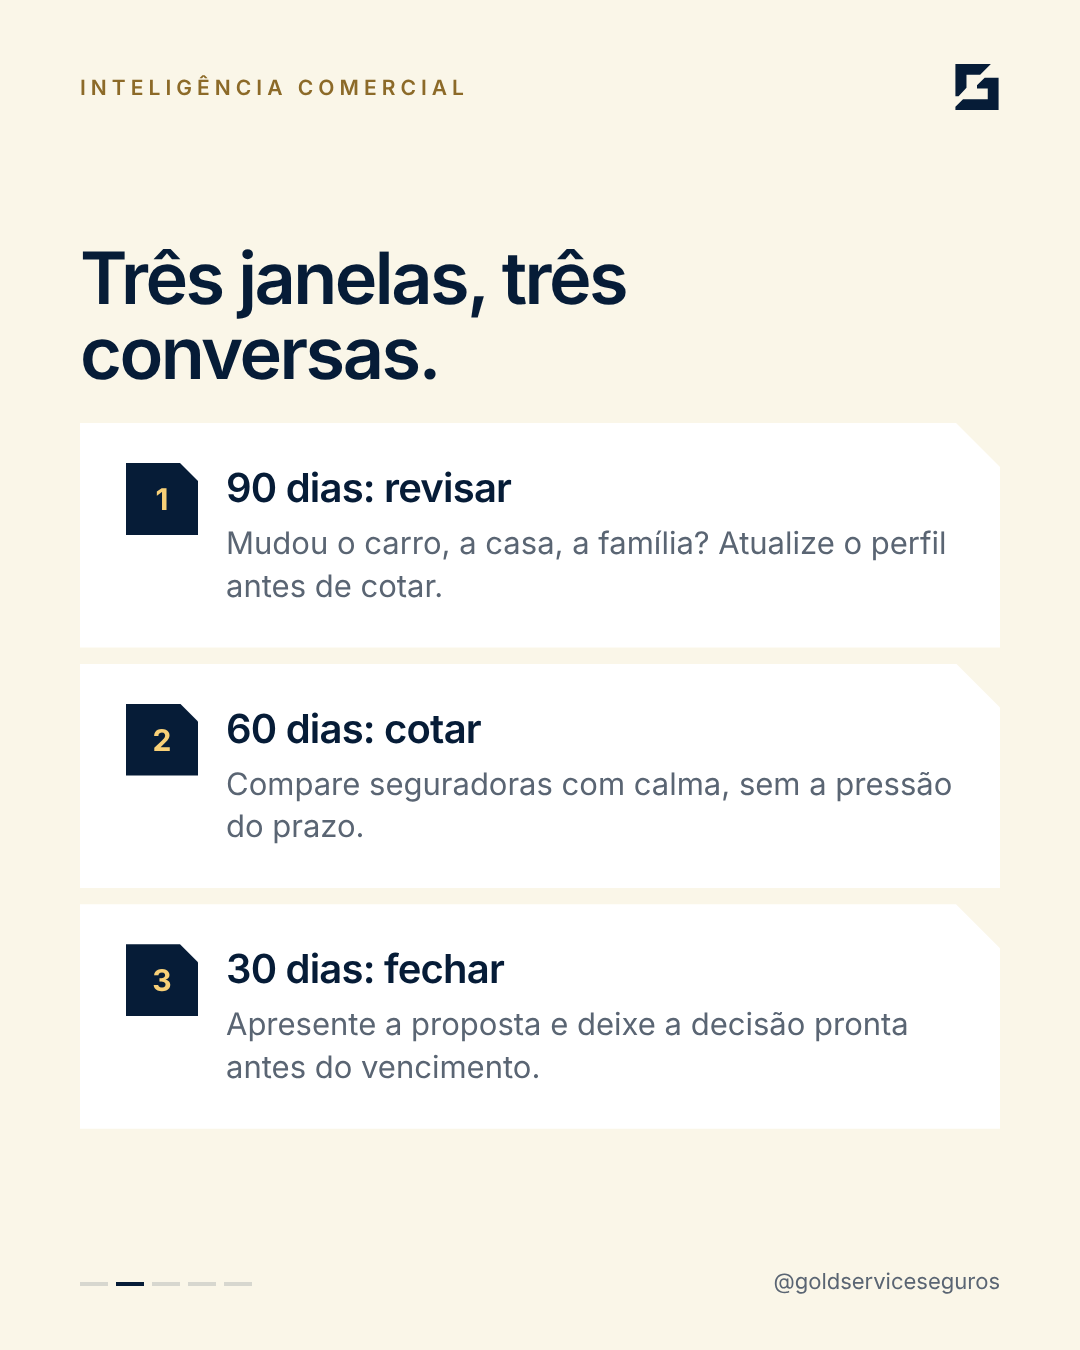 INTELIGÊNCIA COMERCIAL
Três janelas, três
conversas.
1
90 dias: revisar
Mudou o carro, a casa, a família? Atualize o perfil
antes de cotar.
2
60 dias: cotar
Compare seguradoras com calma, sem a pressão
do prazo.
3
30 dias: fechar
Apresente a proposta e deixe a decisão pronta
antes do vencimento.
@goldserviceseguros